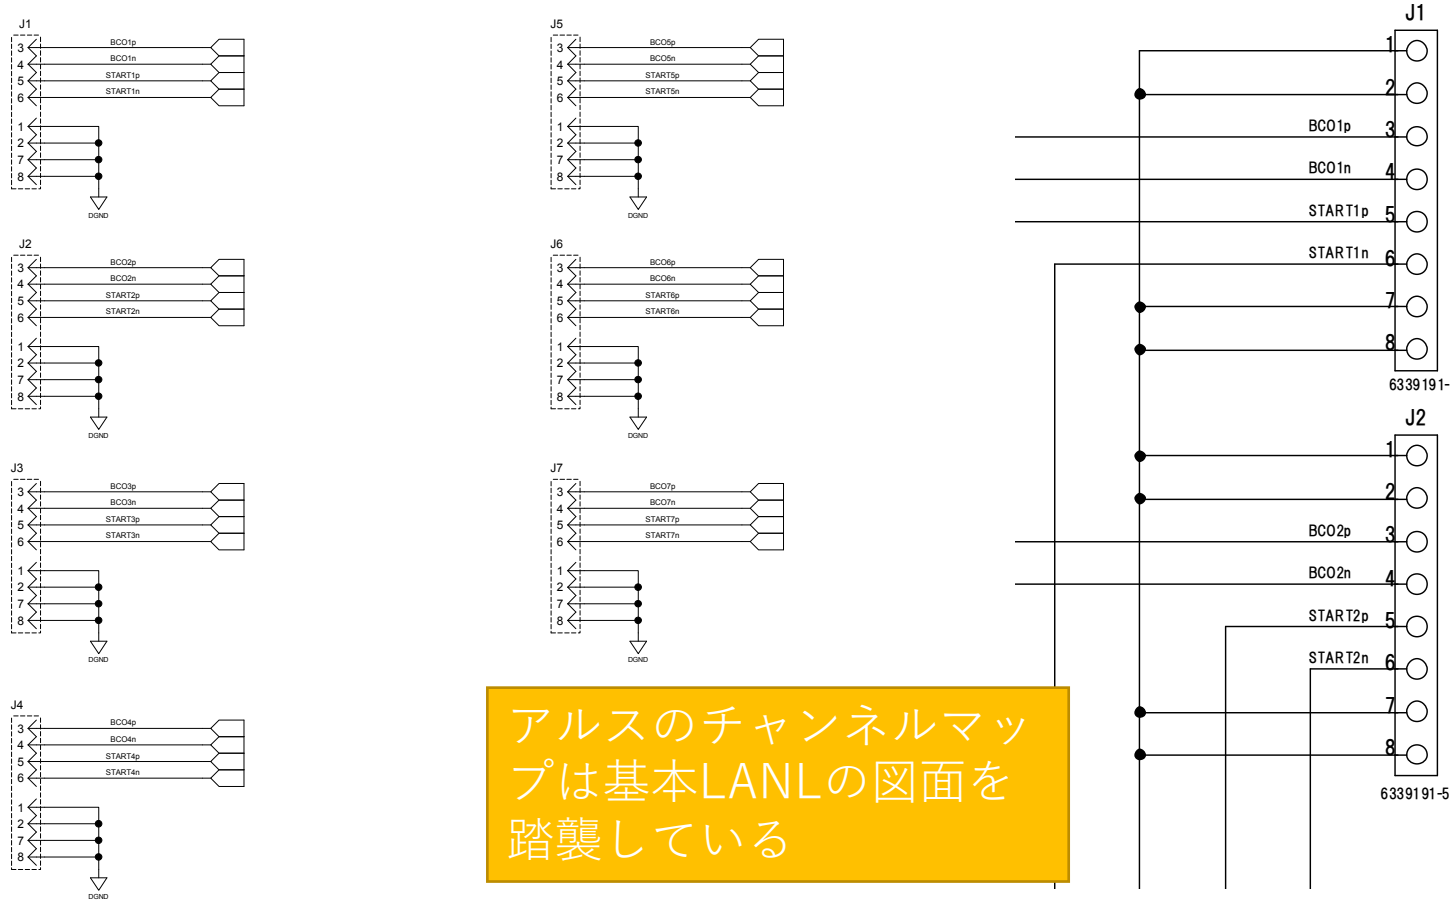 J1
3 BCO1p
4 BCO1n
5 START1p
6 START1n
1
2
7
8
DGND
J2
3 BCO2p
4 BCO2n
5 START2p
6 START2n
1
2
7
8
DGND
J3
3 BCO3p
4 BCO3n
5 START3p
6 START3n
1
2
7
8
DGND
J4
3 BCO4p
4 BCO4n
5 START4p
6 START4n
1
2
7
8
DGND
J5
3 BCO5p
4 BCO5n
5 START5p
6 START5n
1
2
7
8
DGND
J6
3 BCO6p
4 BCO6n
5 START6p
6 START6n
1
2
7
8
DGND
J7
3 BCO7p
4 BCO7n
5 START7p
6 START7n
1
2
7
8
DGND
アルスのチャンネルマッ
プは基本LANLの図面を
踏襲している
J1
1
2
BCO1p 3
BCO1n 4
START1p 5
START1n 6
7
8
6339191-
J2
1
2
BCO2p 3
BCO2n 4
START2p 5
START2n 6
7
8
6339191-5